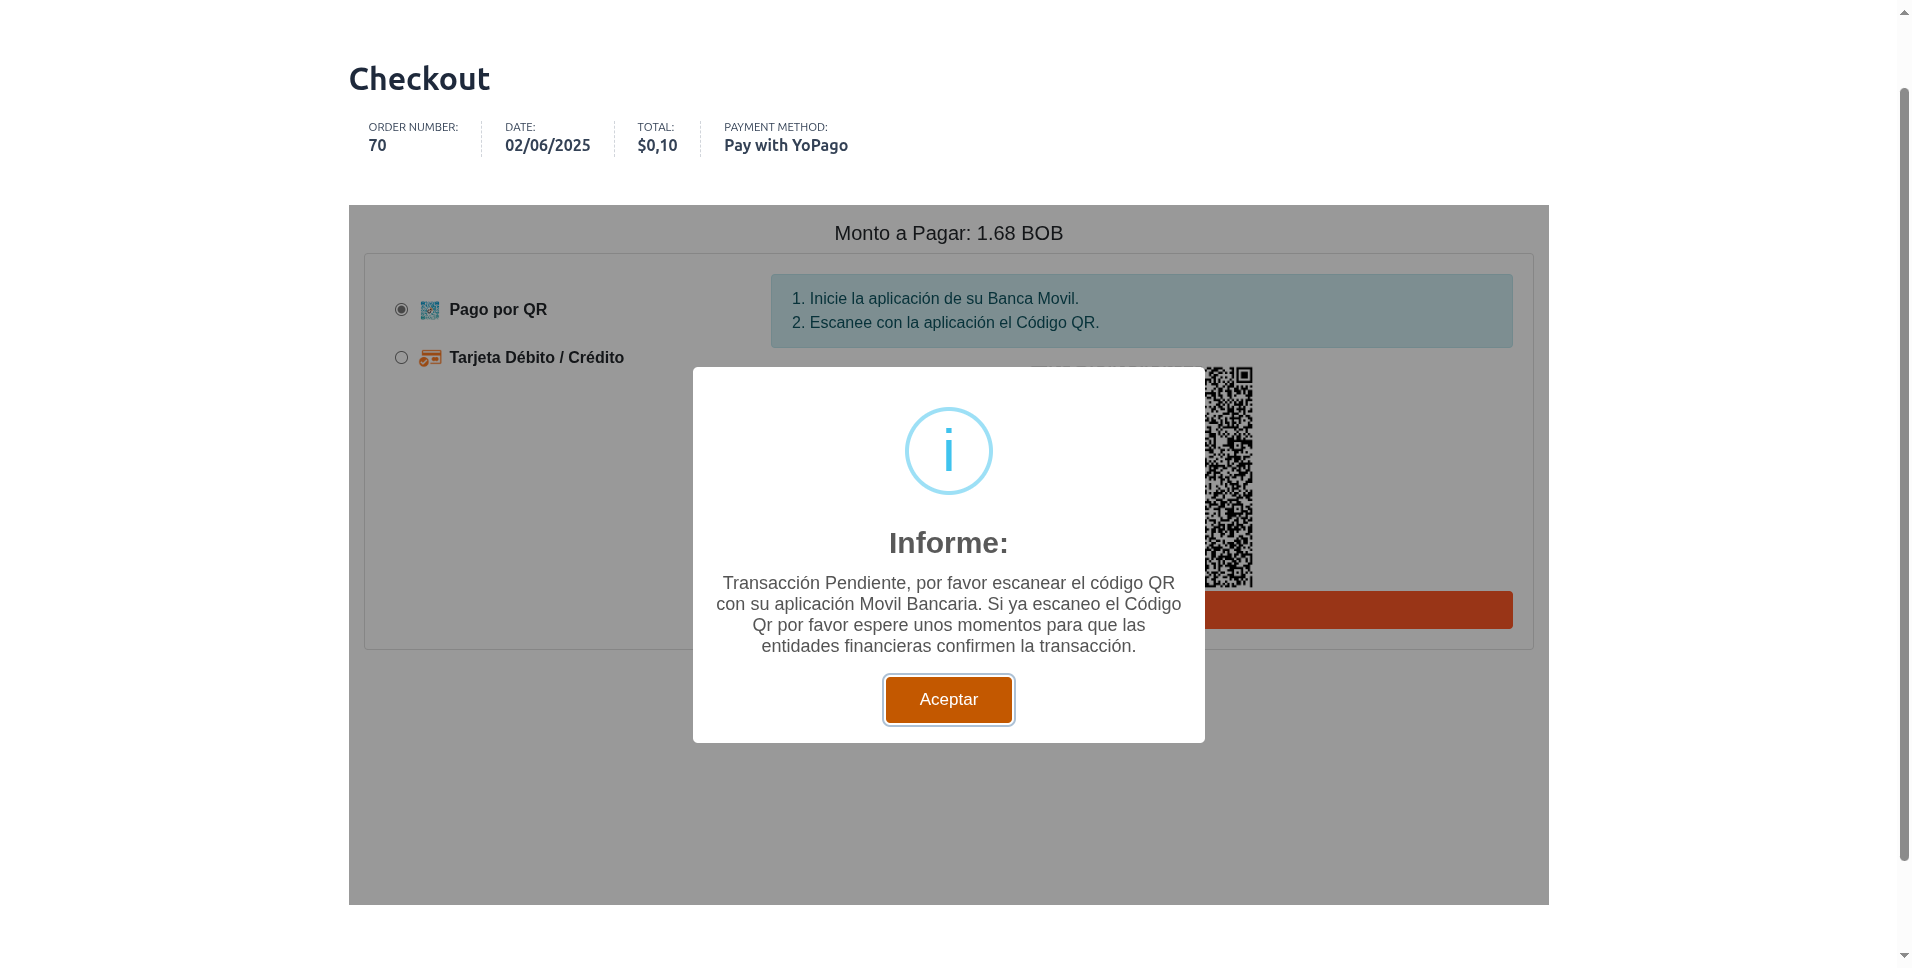 Checkout
ORDER NUMBER:
70
DATE:
02/06/2025
TOTAL:
$0,10
PAYMENT METHOD:
Pay with YoPago
Monto a Pagar: 1.68 BOB
Pago por QR
Tarjeta Débito / Crédito
1. Inicie la aplicación de su Banca Movil.
2. Escanee con la aplicación el Código QR.
i
Informe:
Transacción Pendiente, por favor escanear el código QR
con su aplicación Movil Bancaria. Si ya escaneo el Código
Qr por favor espere unos momentos para que las
entidades financieras confirmen la transacción.
Aceptar